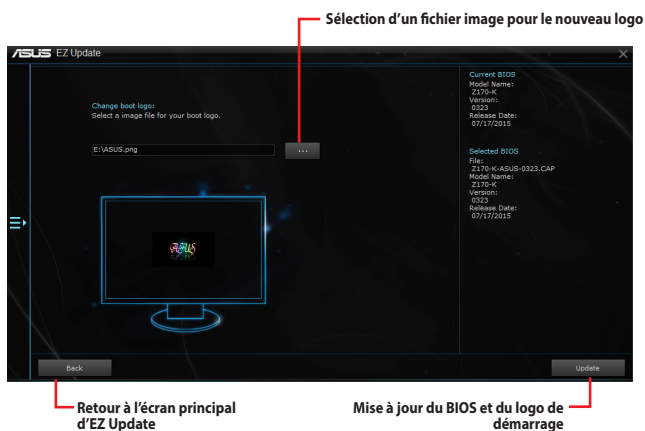 Sélection d'un fichier image pour le nouveau logo
ASUS EZ Update
Change boot logo:
Select a image file for your boot logo.
E:\ASUS.png
...
ASUS
Current BIOS
Model Name:
Z170-K
Version:
0323
Release Date:
07/17/2015
Selected BIOS
File:
Z170-K-ASUS-0323.CAP
Model Name:
Z170-K
Version:
0323
Release Date:
07/17/2015
Back
Update
Retour à l'écran principal
d'EZ Update
Mise à jour du BIOS et du logo de
démarrage